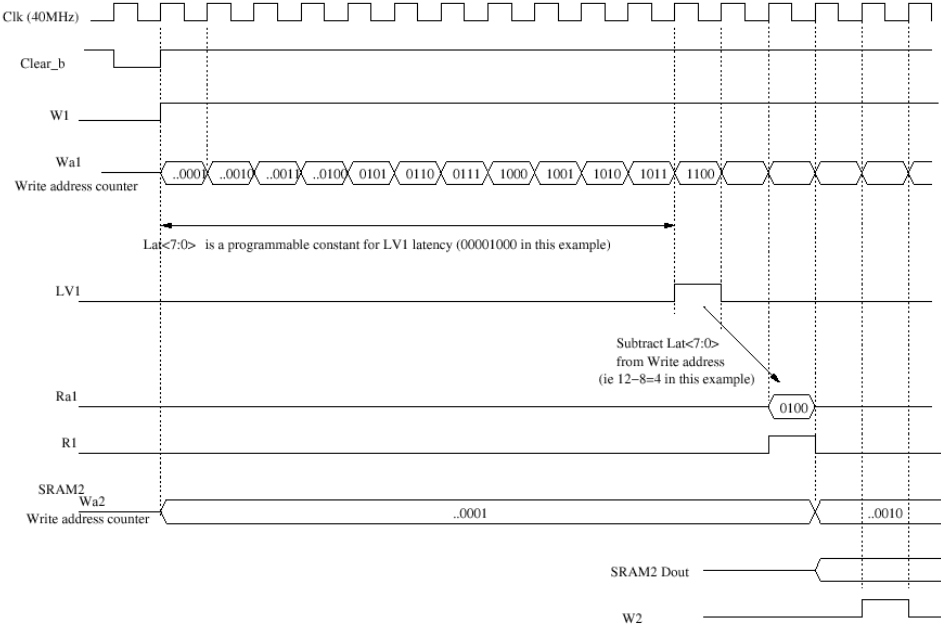 Clk (40MHz)
Clear_b
W1
Wa1
Write address counter
..0001 ..0010 ..0011 ..0100 0101 0110 0111 1000 1001 1010 1011 1100
Lat<7:0> is a programmable constant for LV1 latency (00001000 in this example)
LV1
Subtract Lat<7:0>
from Write address
(ie 12−8=4 in this example)
Ra1
0100
R1
SRAM2
Wa2
Write address counter
..0001
..0010
SRAM2 Dout
W2